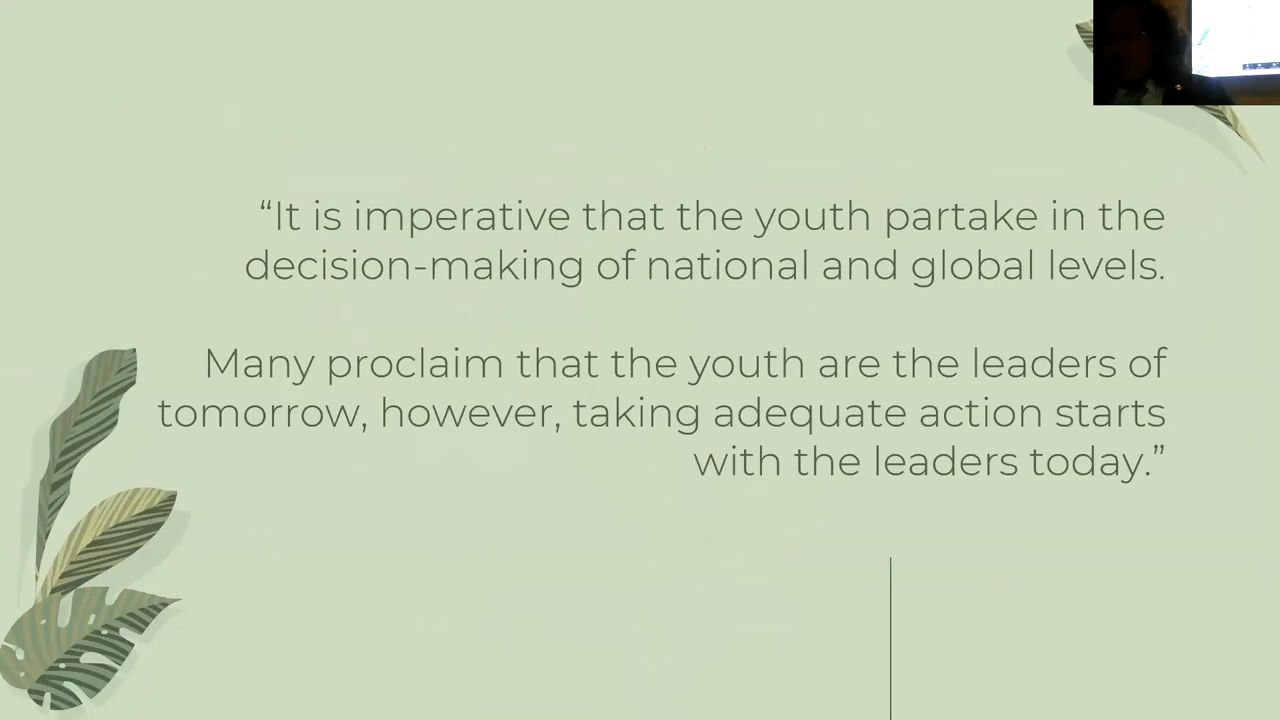 “It is imperative that the youth partake in the
decision-making of national and global levels.
Many proclaim that the youth are the leaders of
tomorrow, however, taking adequate action starts
with the leaders today.”